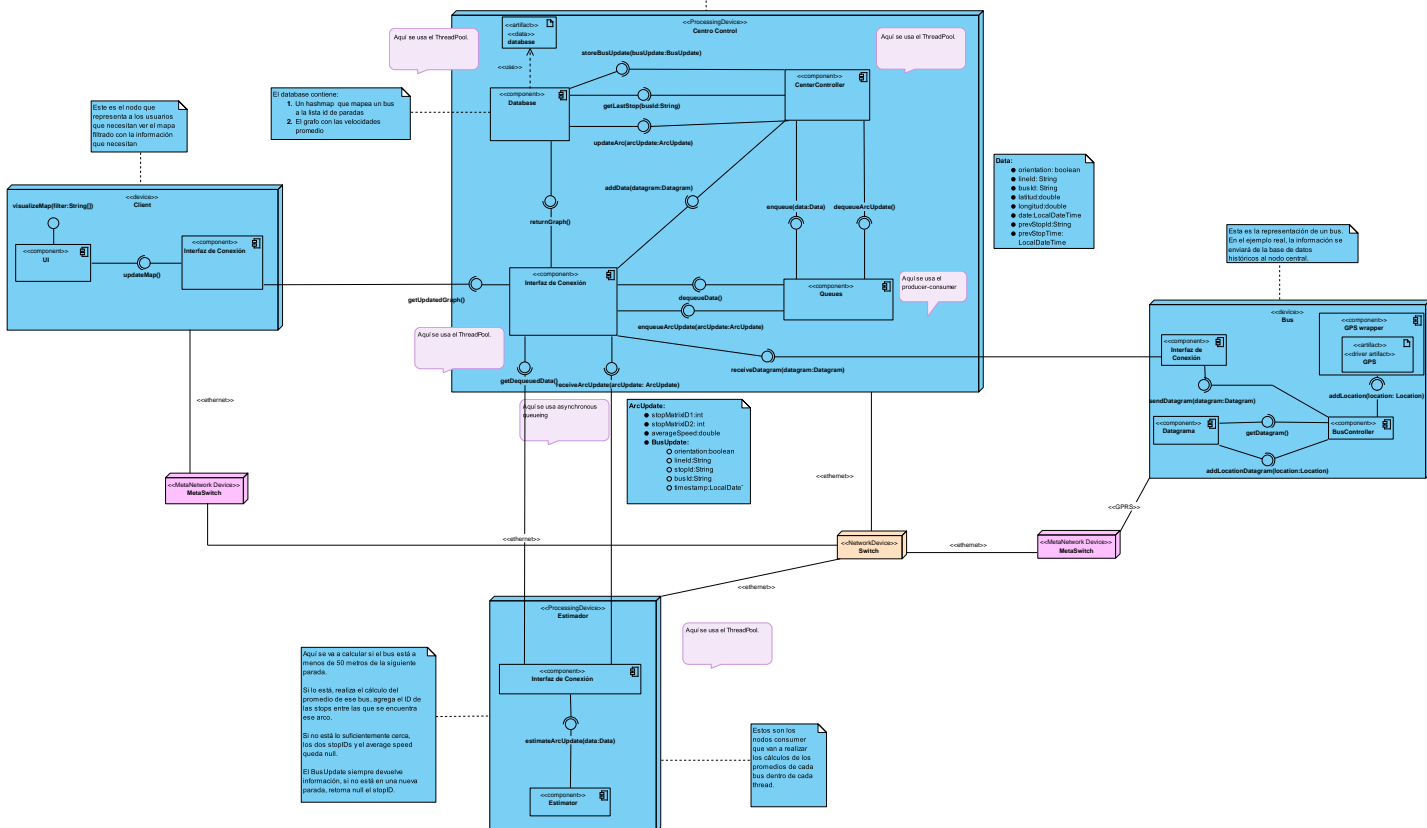 <<ProcessingDevice>>
Centro Control
Aquí se usa el ThreadPool.
<<artifact>>
<<data>>
database
Aquí se usa el ThreadPool.
storeBusUpdate(busUpdate:BusUpdate)
<<use>>
<<component>>
CenterController
El database contiene:
1. Un hashmap que mapea un bus
a la lista id de paradas
2. El grafo con las velocidades
promedio
<<component>>
Database
getLastStop(busId:String)
updateArc(arcUpdate:ArcUpdate)
Este es el nodo que
representa a los usuarios
que necesitan ver el mapa
filtrado con la información
que necesitan
addData(datagram:Datagram)
enqueue(data:Data)
dequeueArcUpdate()
returnGraph()
Data:
● orientation: boolean
● lineId: String
● busId: String
● latitud:double
● longitud:double
● date:LocalDateTime
● prevStopId:String
● prevStopTime:
LocalDateTime
<<device>>
Client
visualizeMap(filter:String[])
<<component>>
UI
updateMap()
<<component>>
Interfaz de Conexión
getUpdatedGraph()
<<component>>
Interfaz de Conexión
dequeueData()
enqueueArcUpdate(arcUpdate:ArcUpdate)
<<component>>
Queues
Aquí se usa el
producer-consumer
Esta es la representación de un bus.
En el ejemplo real, la información se
enviará de la base de datos
históricos al nodo central.
Aquí se usa el ThreadPool.
getDequeuedData()
receiveArcUpdate(arcUpdate: ArcUpdate)
receiveDatagram(datagram:Datagram)
<<device>>
Bus
<<component>>
Interfaz de
Conexión
<<component>>
GPS wrapper
<<artifact>>
<<driver artifact>>
GPS
sendDatagram(datagram:Datagram)
addLocation(location: Location)
<<component>>
Datagrama
getDatagram()
<<component>>
BusController
addLocationDatagram(location:Location)
<<ethernet>>
Aquí se usa asynchronous
queueing
ArcUpdate:
● stopMatrixID1:int
● stopMatrixID2: int
● averageSpeed:double
● BusUpdate:
○ orientation:boolean
○ lineId:String
○ stopId:String
○ busId:String
○ timestamp:LocalDate
<<ethernet>>
<<MetaNetwork Device>>
MetaSwitch
<<GPRS>>
<<ethernet>>
<<NetworkDevice>>
Switch
<<ethernet>>
<<MetaNetwork Device>>
MetaSwitch
<<ethernet>>
<<ProcessingDevice>>
Estimador
Aquí se usa el ThreadPool.
Aquí se va a calcular si el bus está a
menos de 50 metros de la siguiente
parada.
Si lo está, realiza el cálculo del
promedio de ese bus, agrega el ID de
las stops entre las que se encuentra
ese arco.
Si no está lo suficientemente cerca,
los dos stopIDs y el average speed
queda null.
El BusUpdate siempre devuelve
información, si no está en una nueva
parada, retorna null el stopID.
<<component>>
Interfaz de Conexión
estimateArcUpdate(data:Data)
<<component>>
Estimator
Estos son los
nodos consumer
que van a realizar
los cálculos de los
promedios de cada
bus dentro de cada
thread.